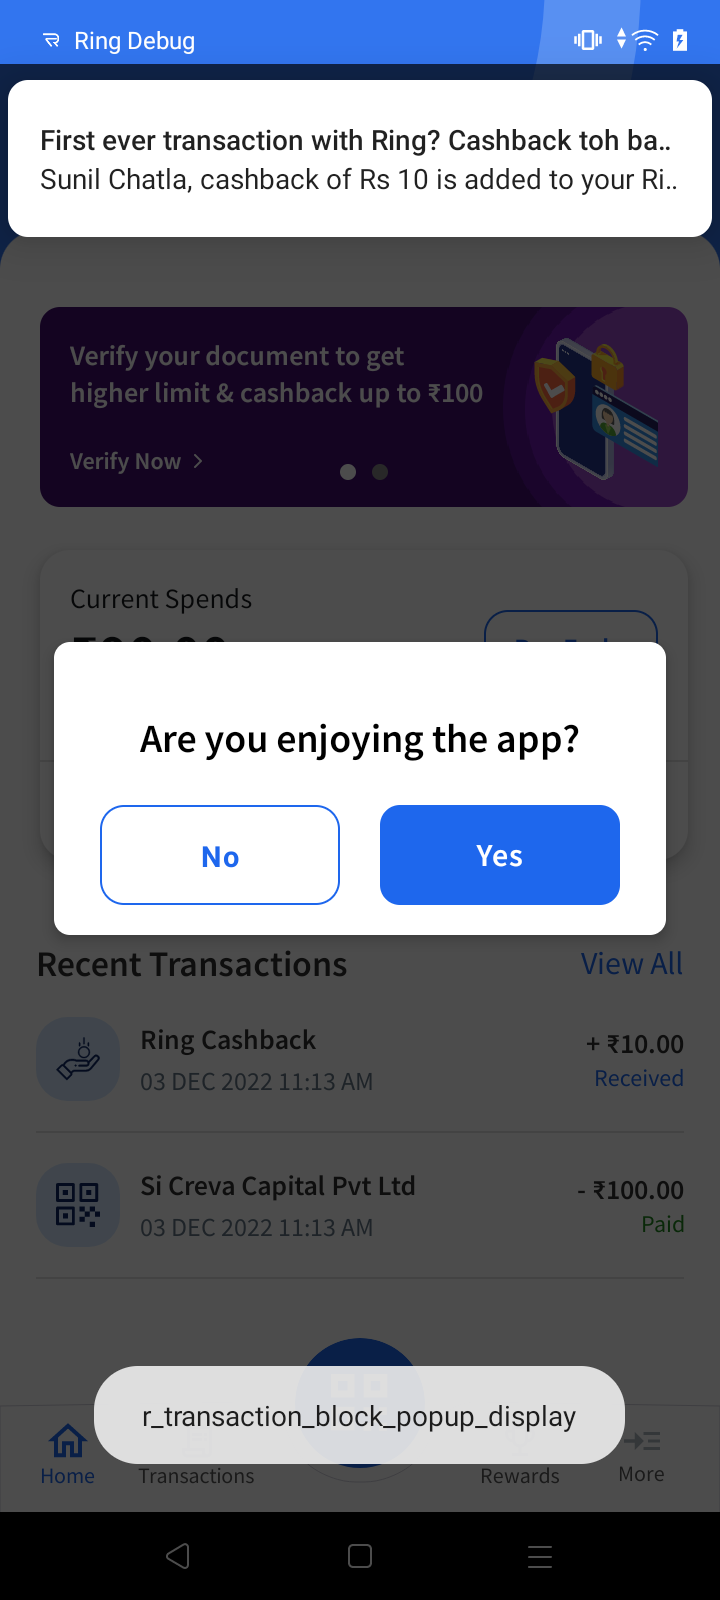 Ring Debug
First ever transaction with Ring? Cashback toh ba..
Sunil Chatla, cashback of Rs 10 is added to your Ri..
Verify your document to get
higher limit & cashback up to ₹100
Verify Now
Current Spends
Are you enjoying the app?
No
Yes
Recent Transactions
View All
Ring Cashback
+ ₹10.00
03 DEC 2022 11:13 AM
Received
Si Creva Capital Pvt Ltd
- ₹100.00
03 DEC 2022 11:13 AM
Paid
r_transaction_block_popup_display
Home
Transactions
Rewards
More